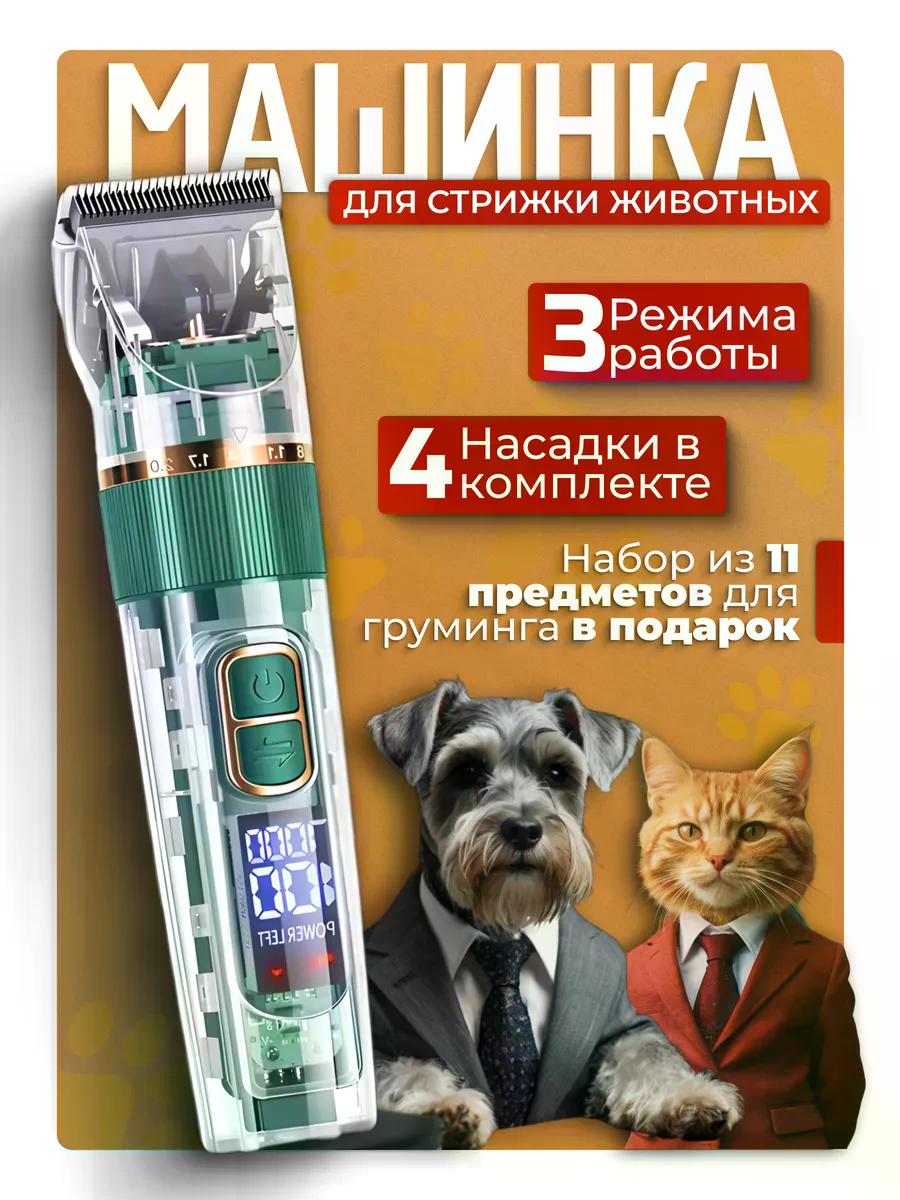 МАШИНКА
ДЛЯ СТРИЖКИ ЖИВОТНЫХ
3 Режима
работы
4 Насадки в
комплекте
Набор из 11
предметов для
груминга в подарок
POWER LEFT